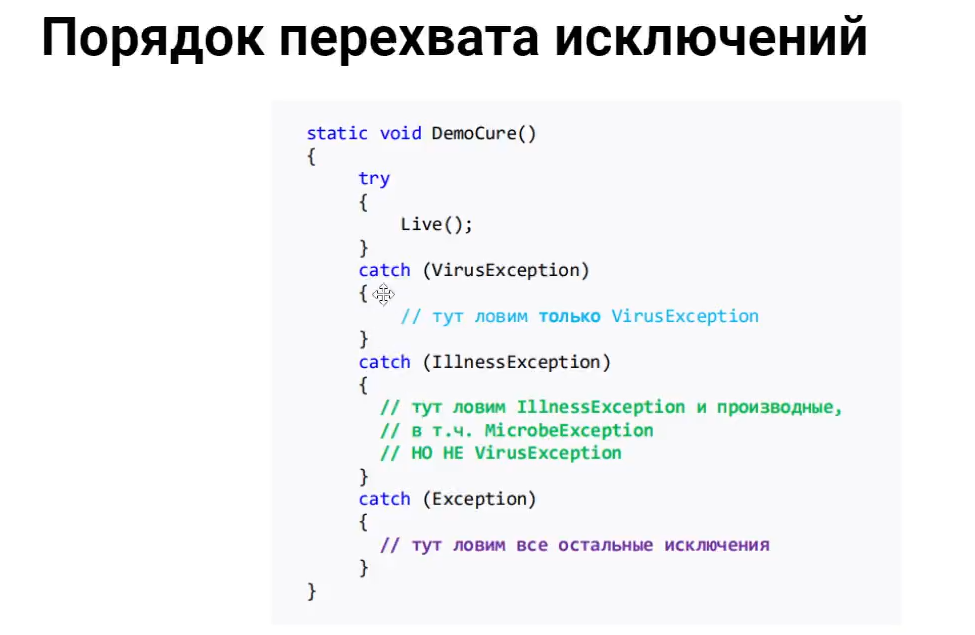 Порядок перехвата исключений
static void DemoCure()
{
try
{
Live();
}
catch (VirusException)
{
// тут ловим только VirusException
}
catch (IllnessException)
{
// тут ловим IllnessException и производные,
// в т.ч. MicrobeException
// НО НЕ VirusException
}
catch (Exception)
{
// тут ловим все остальные исключения
}
}